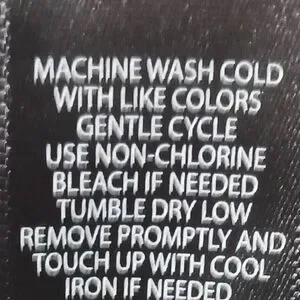 MACHINE WASH COLD
WITH LIKE COLORS
GENTLE CYCLE
USE NON-CHLORINE
BLEACH IF NEEDED
TUMBLE DRY LOW
REMOVE PROMPTLY AND
TOUCH UP WITH COOL
IRON IF NEEDED